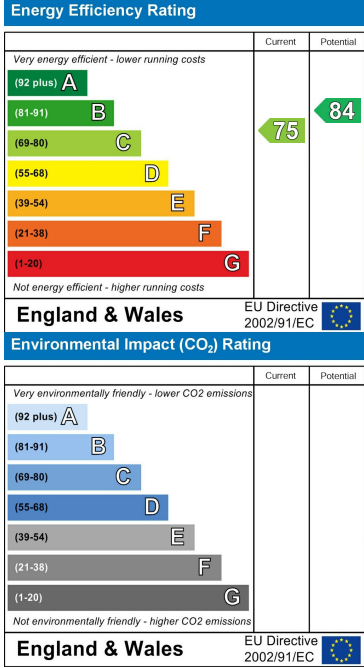 Energy Efficiency Rating
Current Potential
Very energy efficient - lower running costs
(92 plus) A
(81-91) B
(69-80) C
(55-68) D
(39-54) E
(21-38) F
(1-20) G
75
84
Not energy efficient - higher running costs
England & Wales
EU Directive
2002/91/EC
Environmental Impact (CO₂) Rating
Current Potential
Very environmentally friendly - lower CO2 emissions
(92 plus) A
(81-91) B
(69-80) C
(55-68) D
(39-54) E
(21-38) F
(1-20) G
Not environmentally friendly - higher CO2 emissions
England & Wales
EU Directive
2002/91/EC